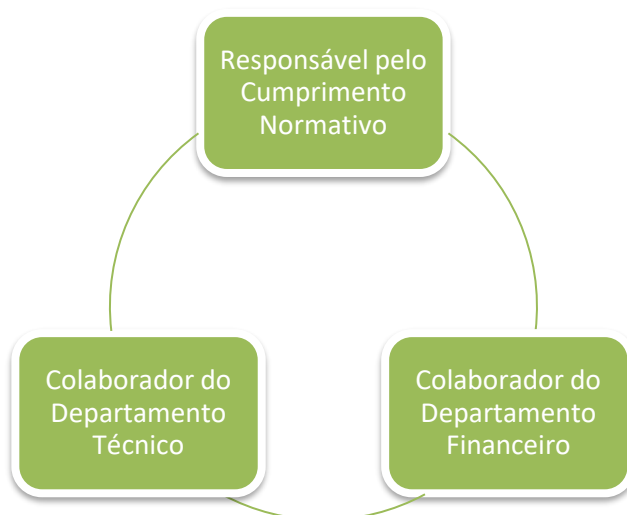 Responsável pelo
Cumprimento
Normativo
Colaborador do
Departamento
Técnico
Colaborador do
Departamento
Financeiro